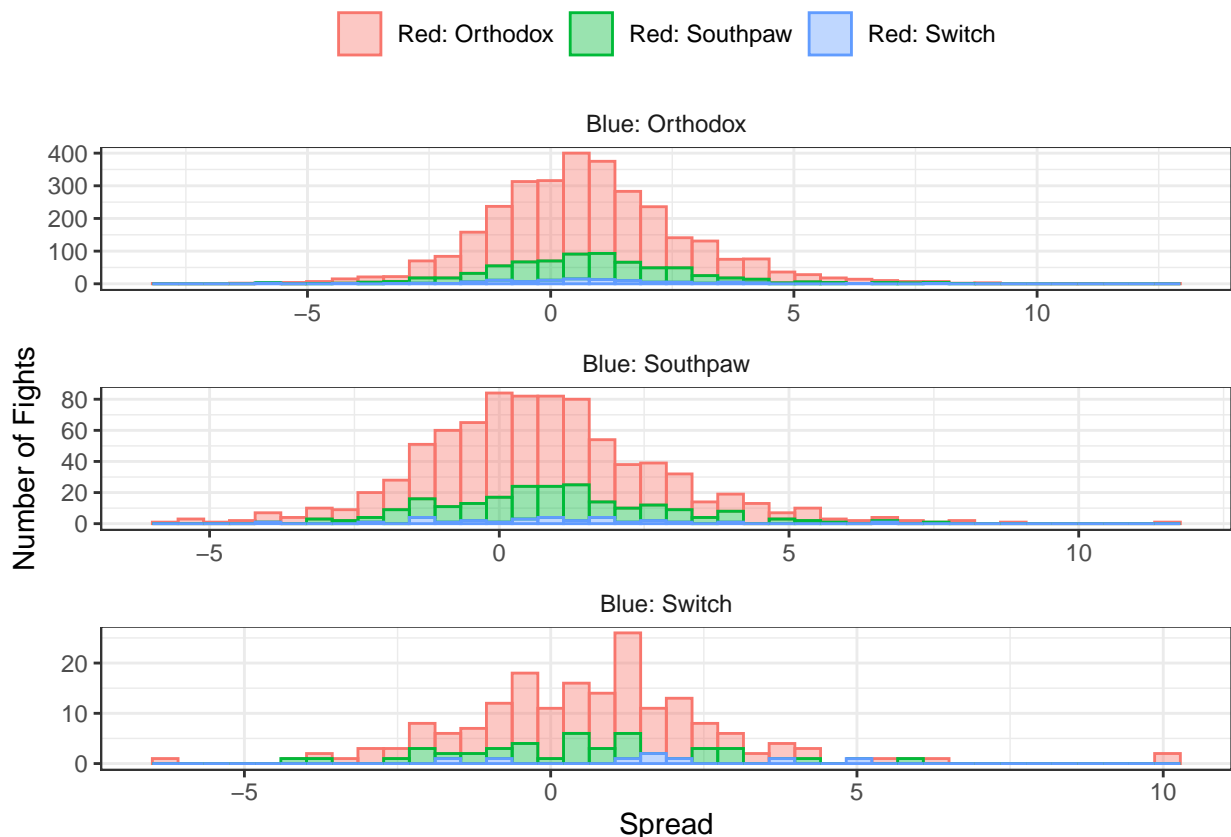 Red: Orthodox Red: Southpaw Red: Switch
Blue: Orthodox
400
300
200
100
0
−5 0 5 10
Blue: Southpaw
80
60
40
20
0
−5 0 5 10
Blue: Switch
20
10
0
−5 0 5 10
Number of Fights
Spread